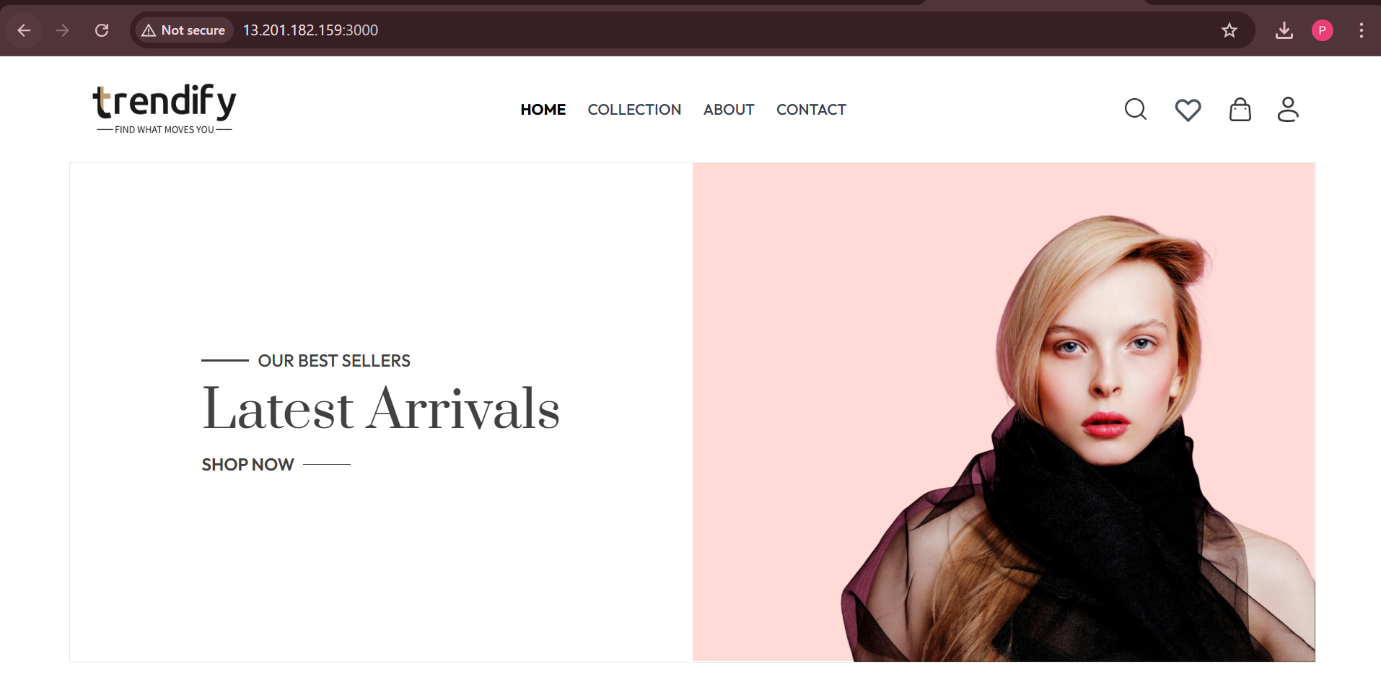 Not secure 13.201.182.159:3000 P
trendify
FIND WHAT MOVES YOU
HOME COLLECTION ABOUT CONTACT
OUR BEST SELLERS
Latest Arrivals
SHOP NOW